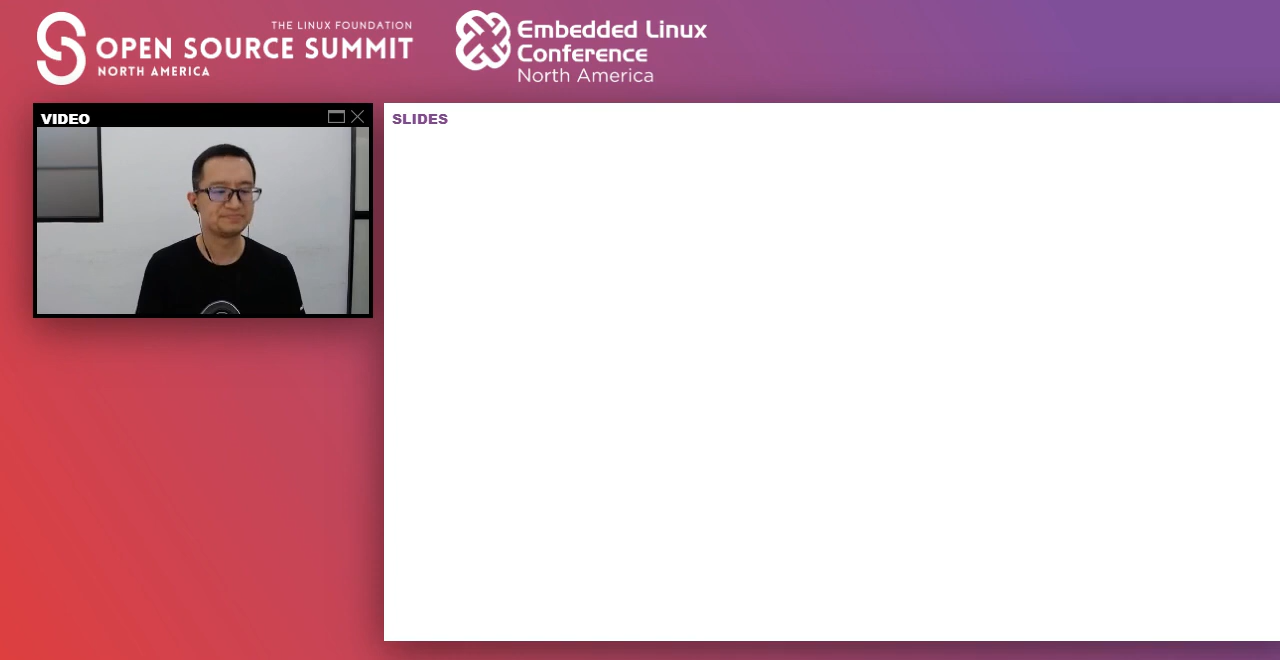 THE LINUX FOUNDATION
OPEN SOURCE SUMMIT
NORTH AMERICA
Embedded Linux
Conference
North America
VIDEO
SLIDES